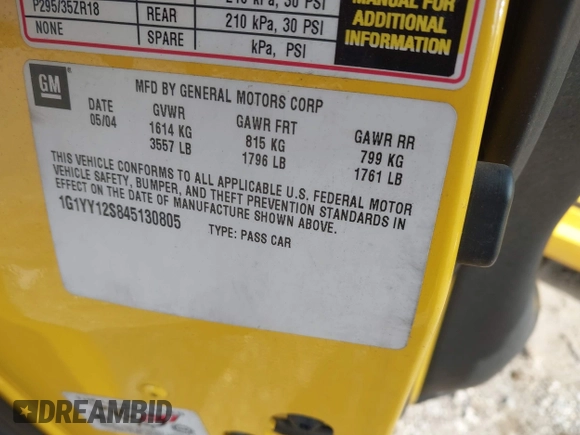 P295/35ZR18 REAR 210 kPa, 30 PSI
NONE SPARE kPa, PSI
MANUAL FOR
ADDITIONAL
INFORMATION
GM
MFD BY GENERAL MOTORS CORP
DATE GVWR GAWR FRT GAWR RR
05/04 1614 KG 815 KG 799 KG
3557 LB 1796 LB 1761 LB
THIS VEHICLE CONFORMS TO ALL APPLICABLE U.S. FEDERAL MOTOR
VEHICLE SAFETY, BUMPER, AND THEFT PREVENTION STANDARDS IN
EFFECT ON THE DATE OF MANUFACTURE SHOWN ABOVE.
1G1YY12S845130805
TYPE: PASS CAR
DREAMBID